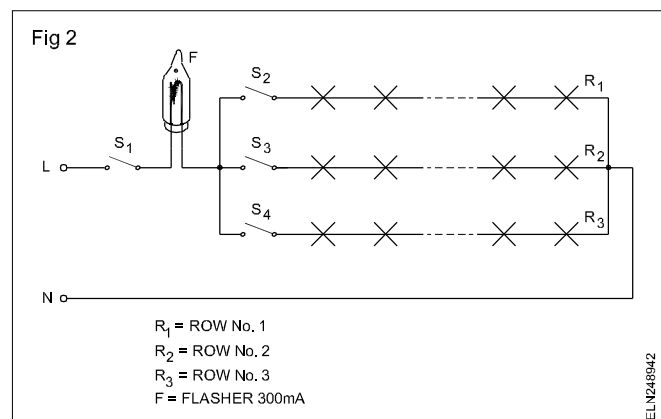 Fig 2
F
S2
R1
S1
S3
L
R2
S4
R3
N
R1 = ROW No. 1
R2 = ROW No. 2
R3 = ROW No. 3
F = FLASHER 300mA
ELN248942